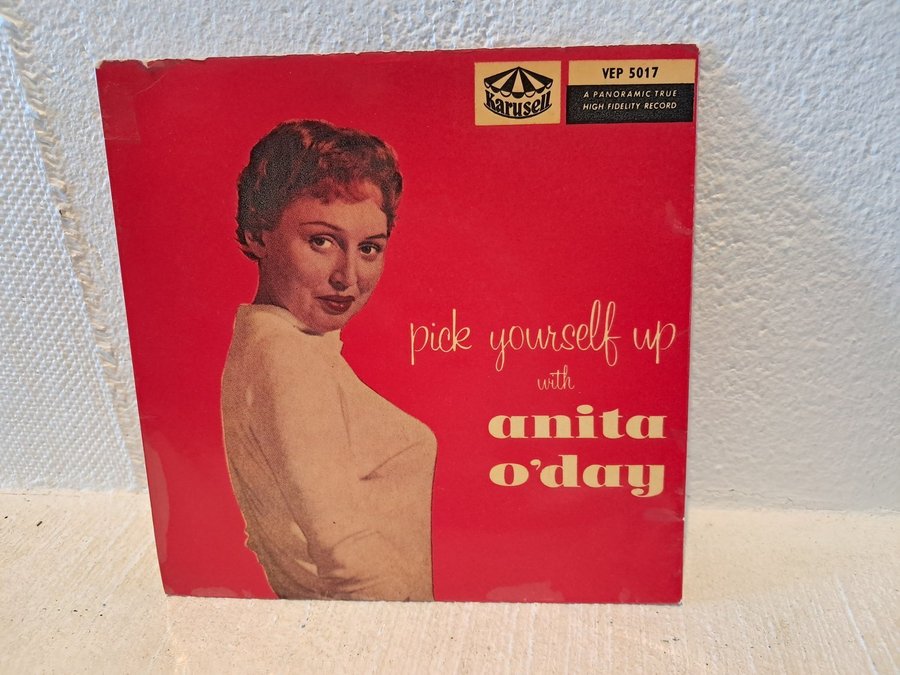 Karusell
VEP 5017
A PANORAMIC TRUE
HIGH FIDELITY RECORD
pick yourself up
with
anita
o'day